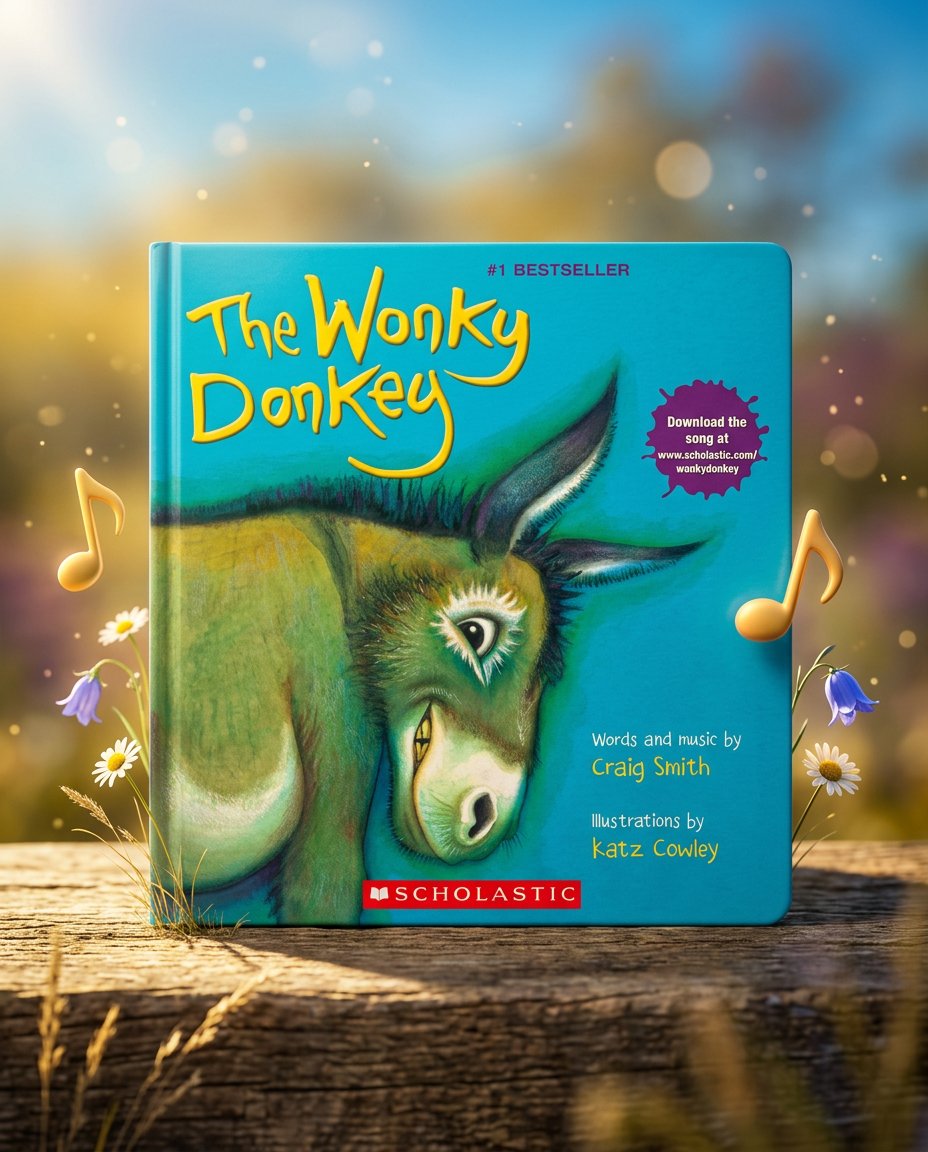 #1 BESTSELLER
The Wonky
Donkey
Download the
song at
www.scholastic.com/
wankydonkey
Words and music by
Craig Smith
Illustrations by
Katz Cowley
SCHOLASTIC